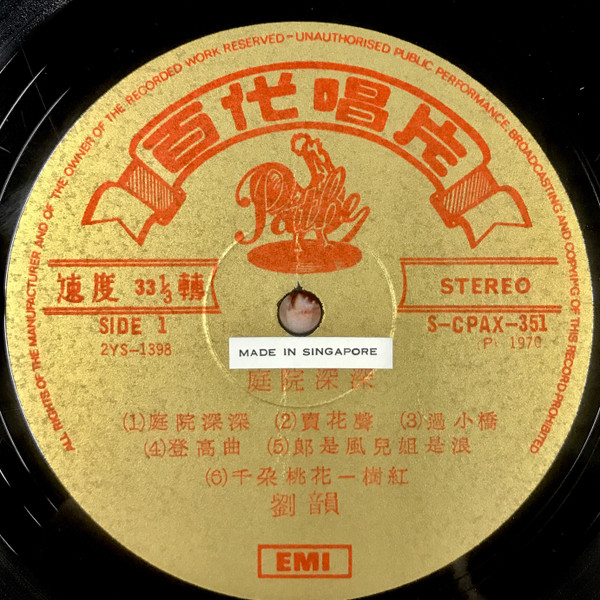 ALL RIGHTS OF THE MANUFACTURER AND OF THE OWNER OF THE RECORDED WORK RESERVED-UNAUTHORISED PUBLIC PERFORMANCE, BROADCASTING AND COPYING OF THIS RECORD PROHIBITED
百代唱片
Pathe
速度 33⅓ 轉
STEREO
SIDE 1
S-CPAX-351
2YS-1398
P 1970
MADE IN SINGAPORE
庭院深深
(1)庭院深深 (2)賣花聲 (3)過小橋
(4)登高曲 (5)郎是風兒姐是浪
(6)千朶桃花一樹紅
劉韻
EMI